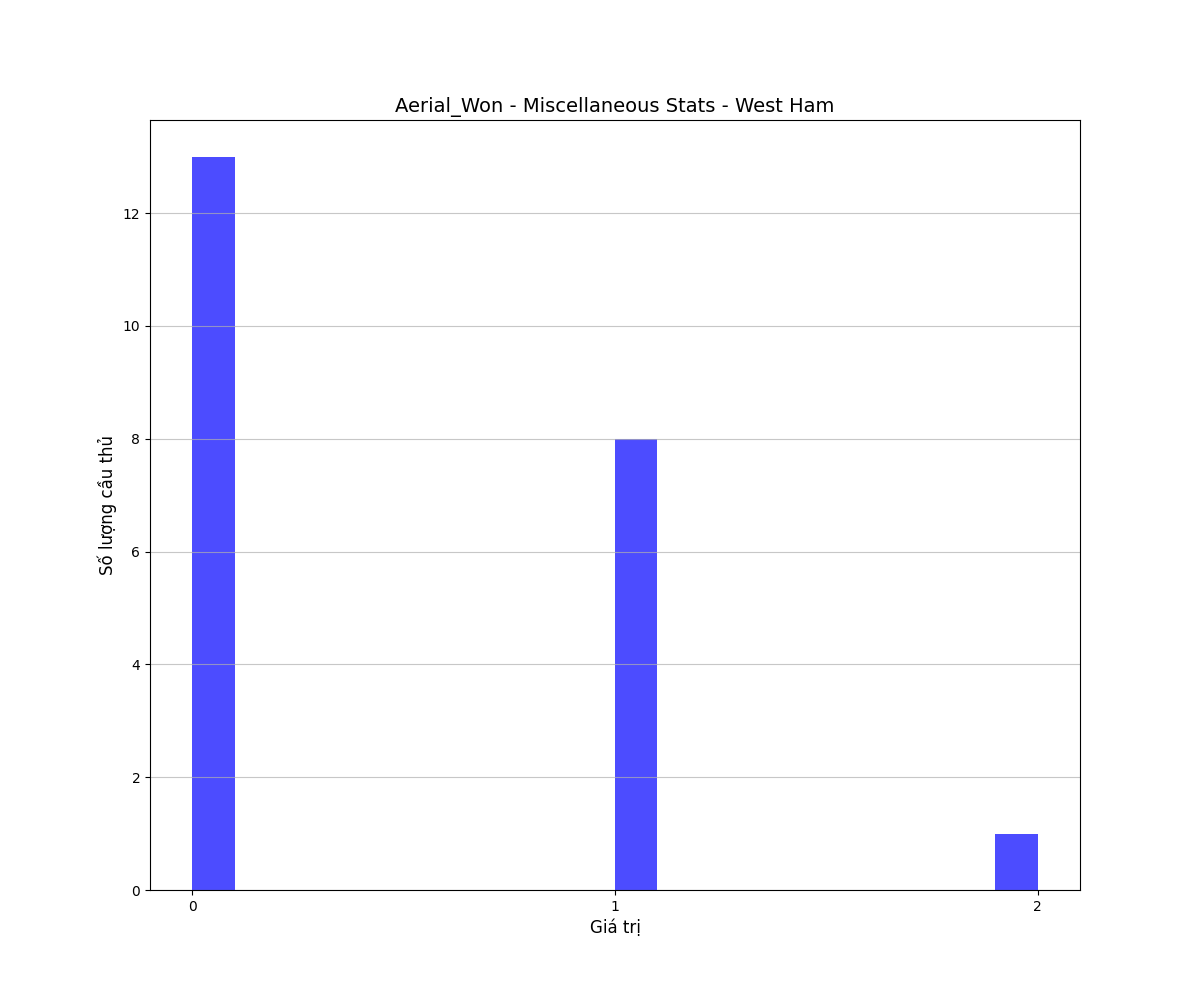 Aerial_Won - Miscellaneous Stats - West Ham
12
10
8
6
4
2
0
Số lượng cầu thủ
0 1 2
Giá trị